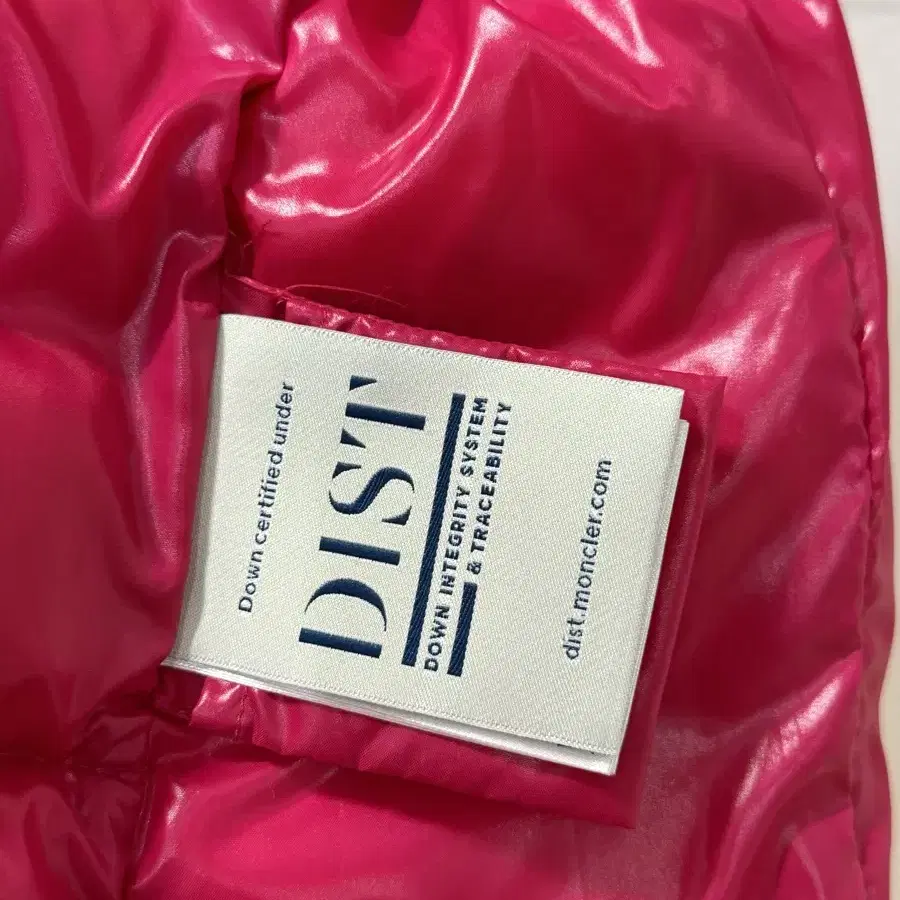 Down certified under
DIST
DOWN INTEGRITY SYSTEM
& TRACEABILITY
dist.moncler.com